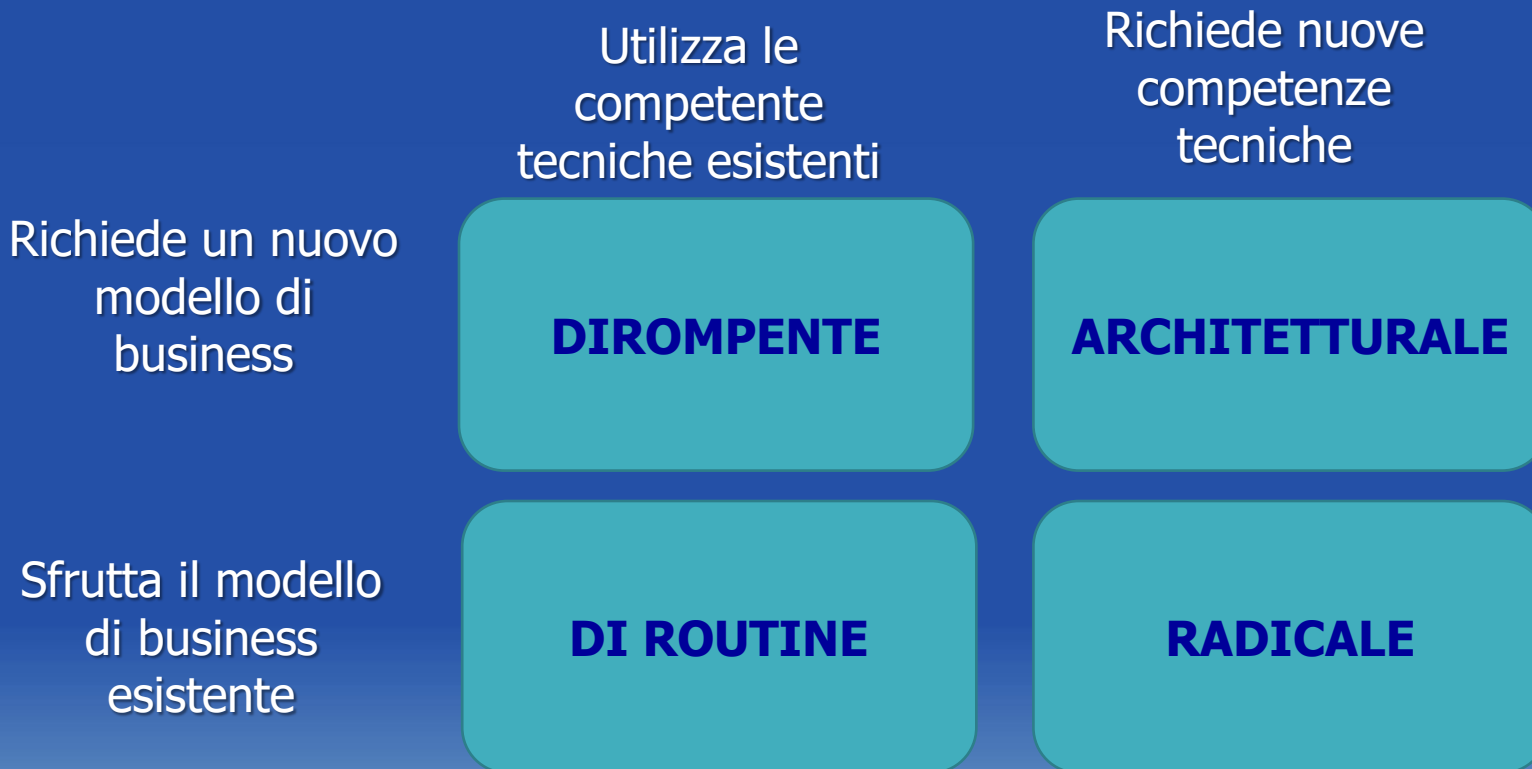 Utilizza le
competente
tecniche esistenti
Richiede nuove
competenze
tecniche
Richiede un nuovo
modello di
business
DIROMPENTE
ARCHITETTURALE
Sfrutta il modello
di business
esistente
DI ROUTINE
RADICALE